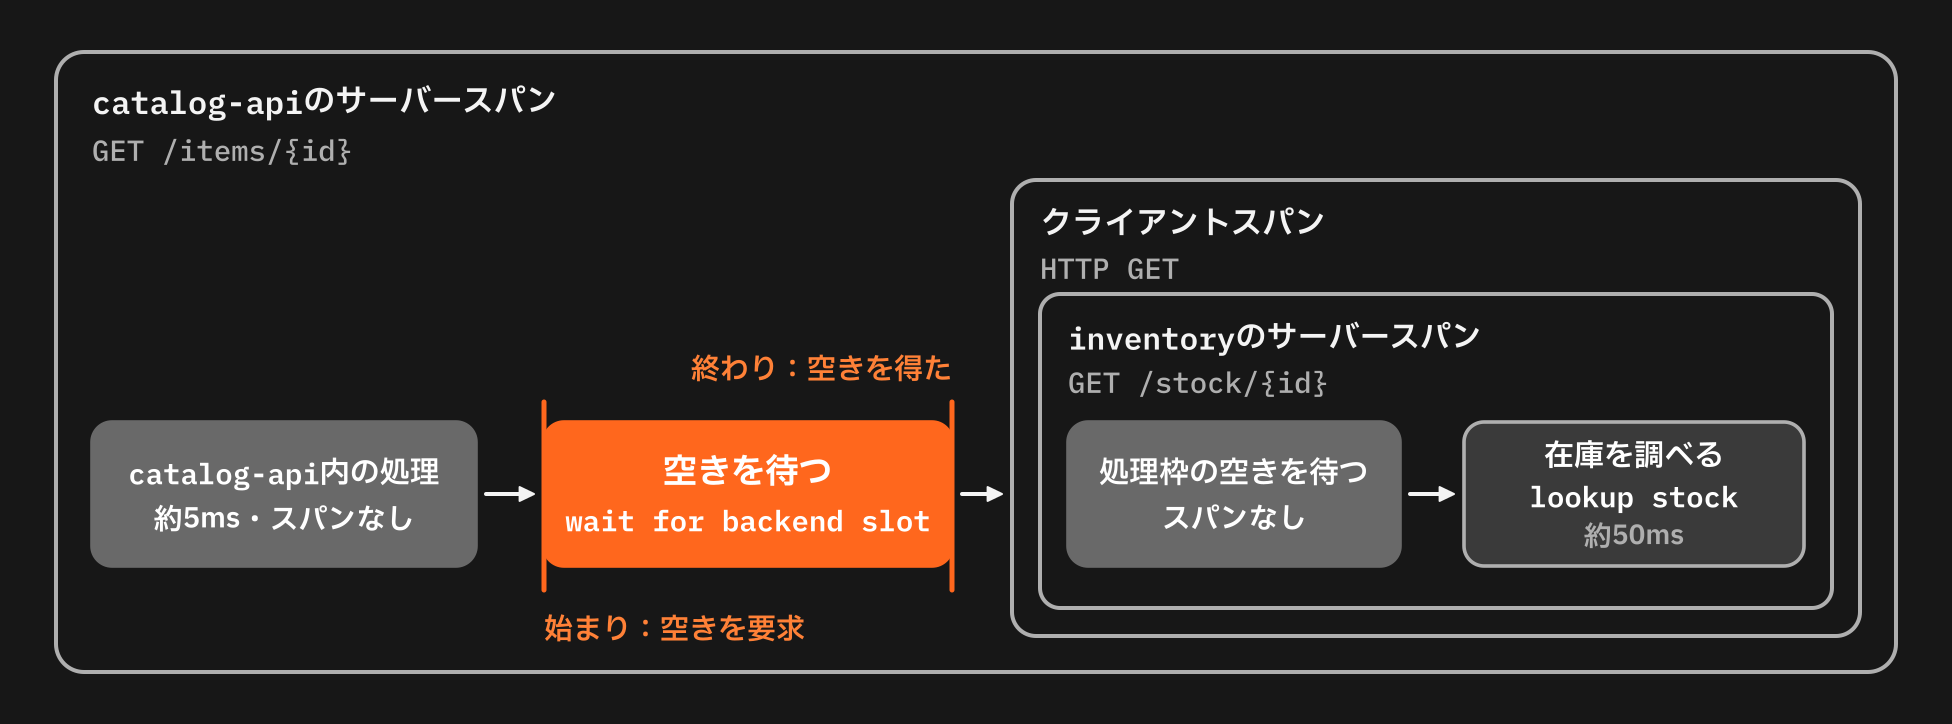 catalog-apiのサーバースパン
GET /items/{id}
クライアントスパン
HTTP GET
inventoryのサーバースパン
GET /stock/{id}
終わり：空きを得た
catalog-api内の処理
約5ms・スパンなし
空きを待つ
wait for backend slot
処理枠の空きを待つ
スパンなし
在庫を調べる
lookup stock
約50ms
始まり：空きを要求